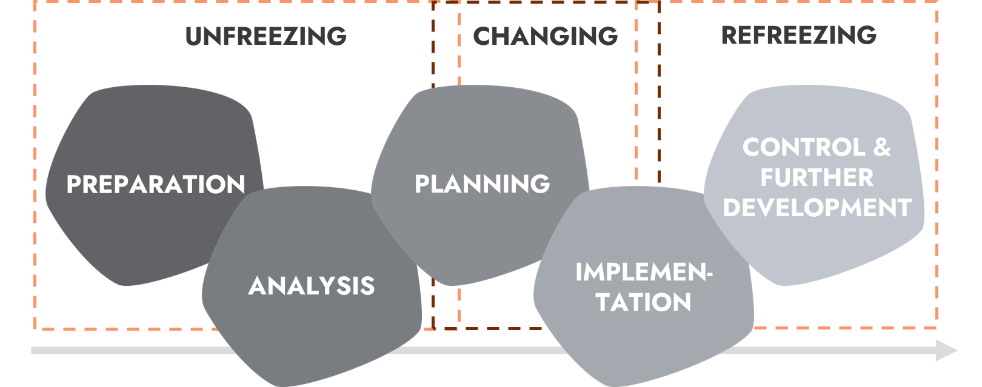 UNFREEZING
CHANGING
REFREEZING
PREPARATION
ANALYSIS
PLANNING
IMPLEMEN-
TATION
CONTROL &
FURTHER
DEVELOPMENT